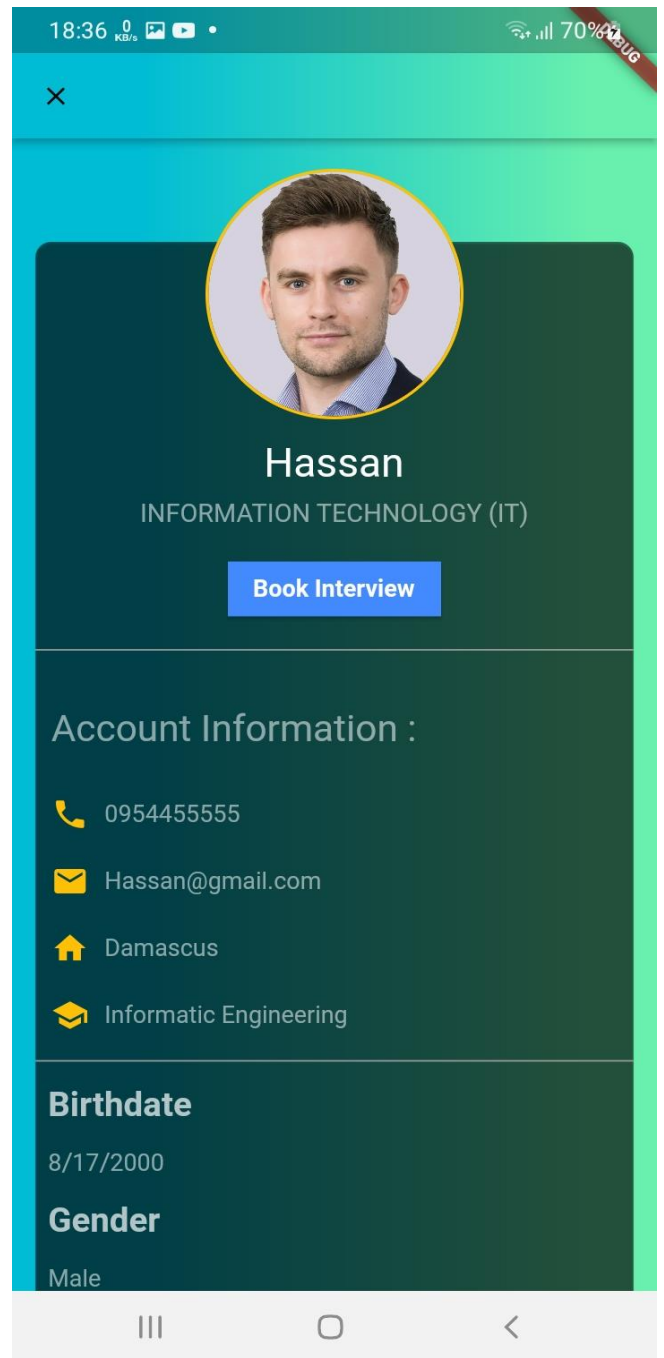 18:36 0 KB/s 70%
DEBUG
Hassan
INFORMATION TECHNOLOGY (IT)
Book Interview
Account Information :
0954455555
Hassan@gmail.com
Damascus
Informatic Engineering
Birthdate
8/17/2000
Gender
Male